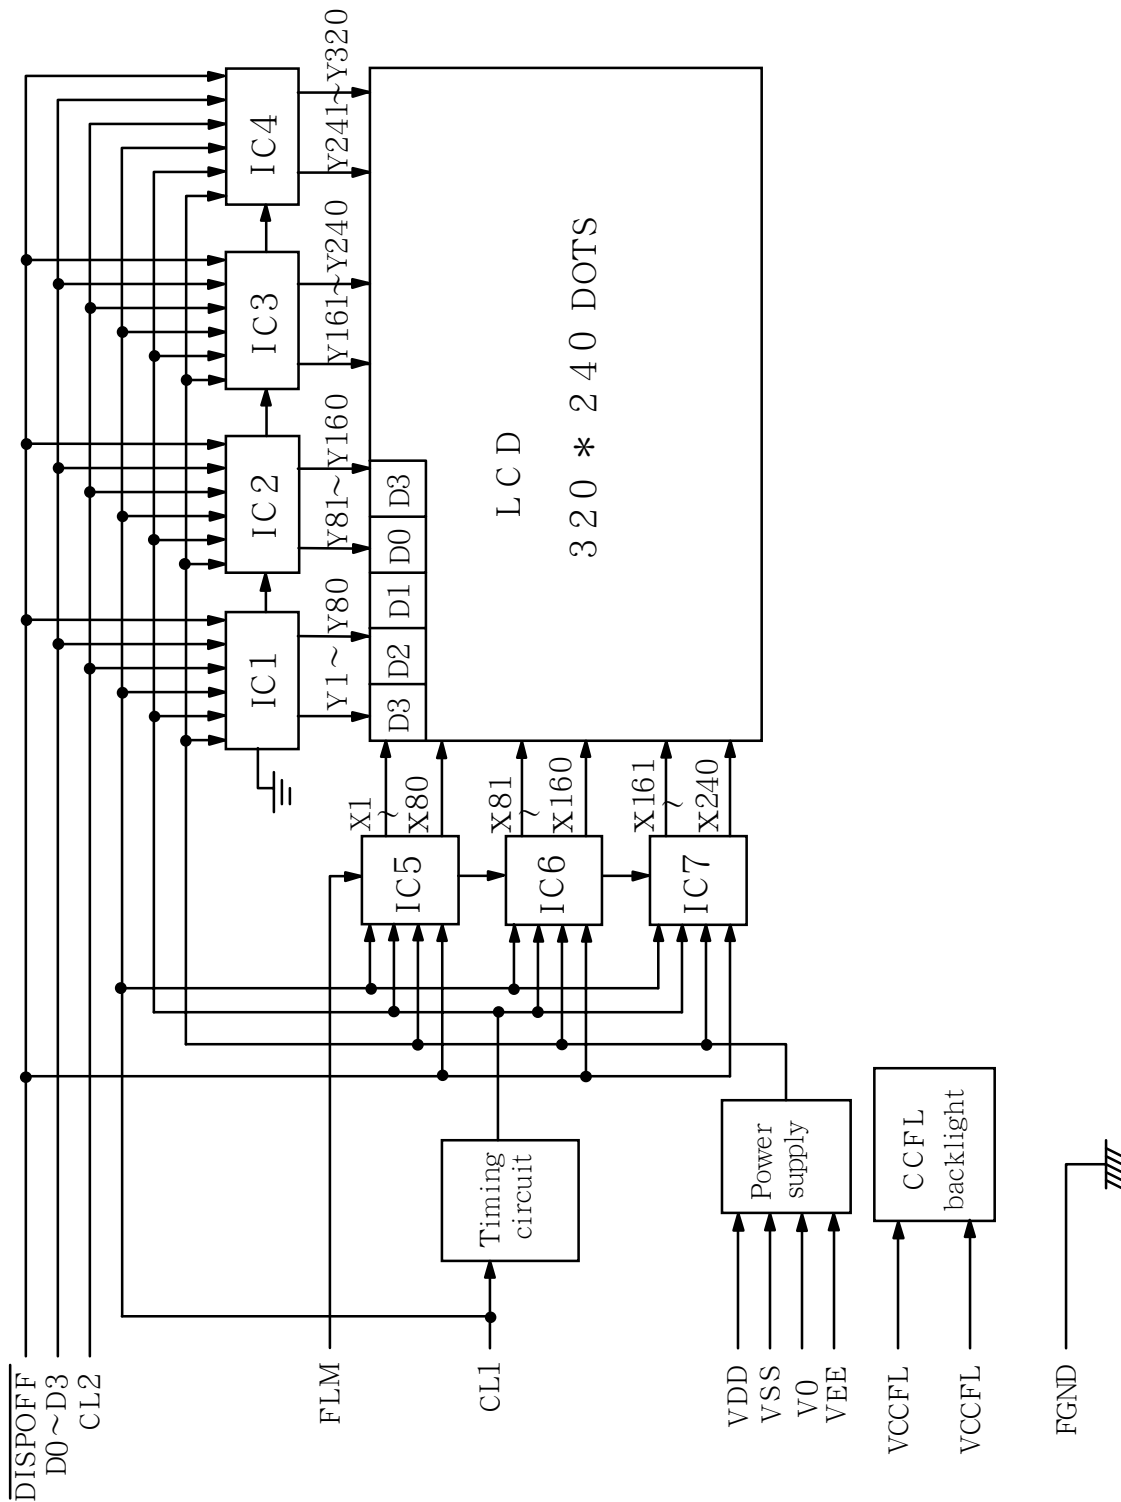 DISPOFF
D0~D3
CL2
IC1
IC2
IC3
IC4
Y1~Y80
Y81~Y160
Y161~Y240
Y241~Y320
FLM
X1
~
X80
IC5
D3 D2 D1 D0 D3
CL1
Timing
circuit
IC6
X81
~
X160
LCD
320*240 DOTS
IC7
X161
~
X240
VDD
VSS
V0
VEE
Power
supply
VCCFL
VCCFL
CCFL
backlight
FGND